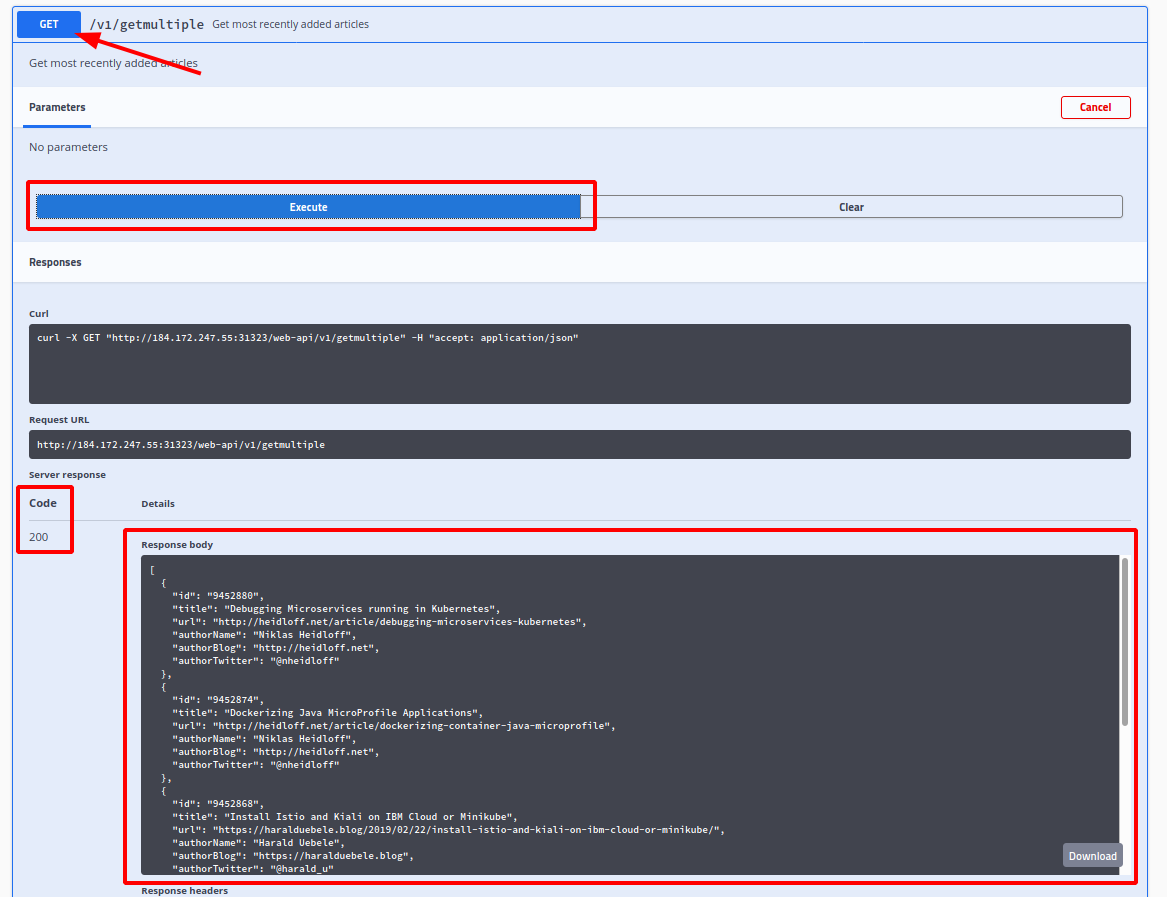 GET /v1/getmultiple Get most recently added articles
Get most recently added articles
Parameters Cancel
No parameters
Execute Clear
Responses
Curl
curl -X GET "http://184.172.247.55:31323/web-api/v1/getmultiple" -H "accept: application/json"
Request URL
http://184.172.247.55:31323/web-api/v1/getmultiple
Server response
Code Details
200
Response body
[
{
"id": "9452880",
"title": "Debugging Microservices running in Kubernetes",
"url": "http://heidloff.net/article/debugging-microservices-kubernetes",
"authorName": "Niklas Heidloff",
"authorBlog": "http://heidloff.net",
"authorTwitter": "@nheidloff"
},
{
"id": "9452874",
"title": "Dockerizing Java MicroProfile Applications",
"url": "http://heidloff.net/article/dockerizing-container-java-microprofile",
"authorName": "Niklas Heidloff",
"authorBlog": "http://heidloff.net",
"authorTwitter": "@nheidloff"
},
{
"id": "9452868",
"title": "Install Istio and Kiali on IBM Cloud or Minikube",
"url": "https://haralduebele.blog/2019/02/22/install-istio-and-kiali-on-ibm-cloud-or-minikube/",
"authorName": "Harald Uebele",
"authorBlog": "https://haralduebele.blog",
"authorTwitter": "@harald_u"
Download
Response headers